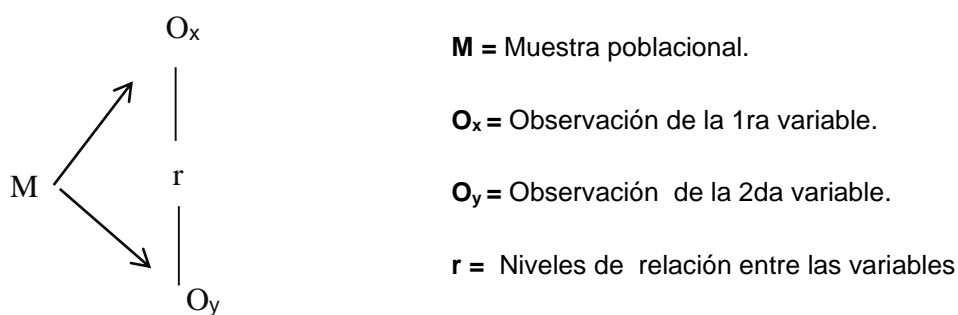 Ox
M = Muestra poblacional.
Ox = Observación de la 1ra variable.
M
r
Oy = Observación de la 2da variable.
r = Niveles de relación entre las variables
Oy